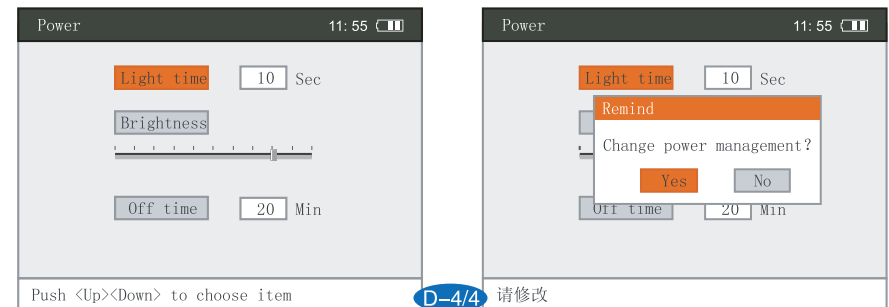 Power 11:55
Light time 10 Sec
Brightness
Off time 20 Min
Push <Up><Down> to choose item
D-4/4
Power 11:55
Light time 10 Sec
Remind
Change power management?
Yes No
Off time 20 Min
请修改